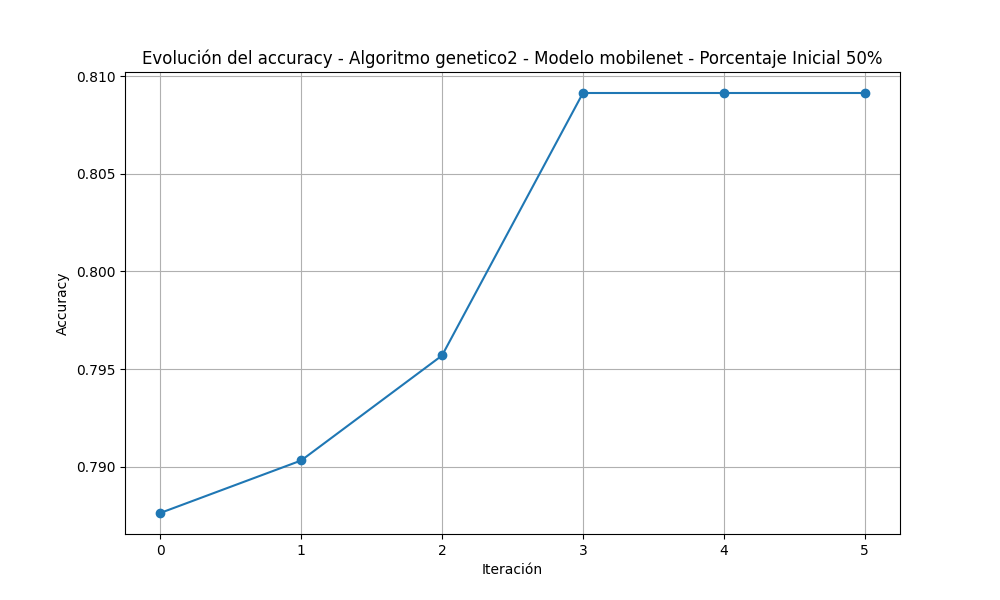 Evolución del accuracy - Algoritmo genetico2 - Modelo mobilenet - Porcentaje Inicial 50%
0.810
0.805
0.800
0.795
0.790
Accuracy
0 1 2 3 4 5
Iteración